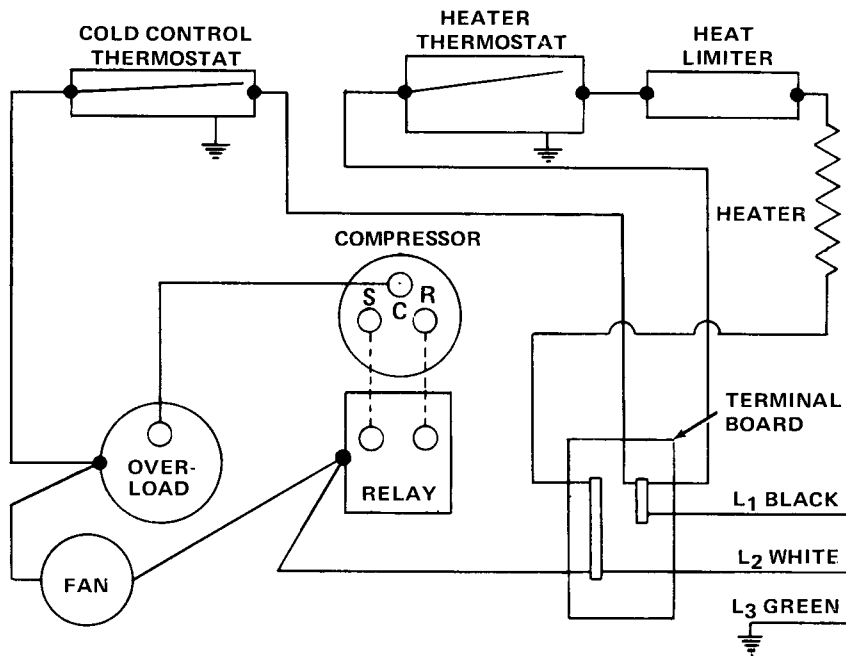 COLD CONTROL
THERMOSTAT
HEATER
THERMOSTAT
HEAT
LIMITER
HEATER
COMPRESSOR
S
C
R
TERMINAL
BOARD
OVER-
LOAD
RELAY
FAN
L1 BLACK
L2 WHITE
L3 GREEN